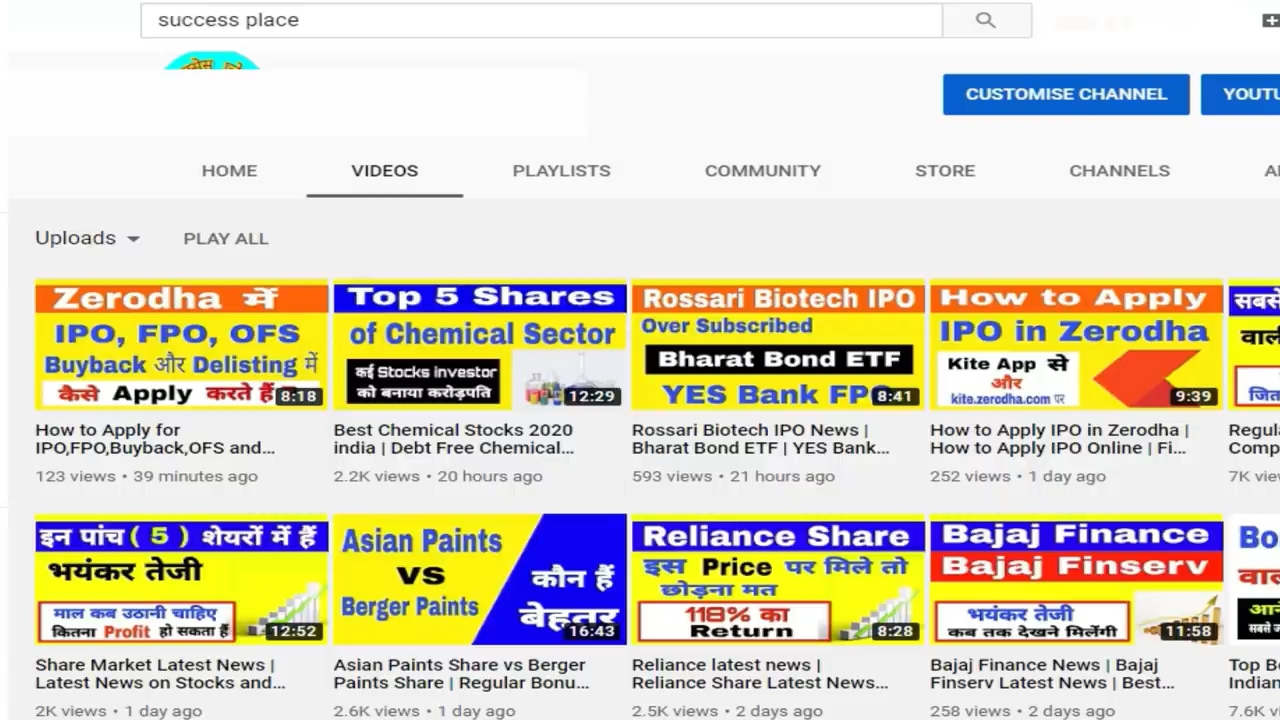 success place
CUSTOMISE CHANNEL
YOUTU
HOME
VIDEOS
PLAYLISTS
COMMUNITY
STORE
CHANNELS
Uploads
PLAY ALL
Zerodha में
IPO, FPO, OFS
Buyback और Delisting में
कैसे Apply करते हैं
8:18
How to Apply for
IPO,FPO,Buyback,OFS and...
123 views • 39 minutes ago
Top 5 Shares
of Chemical Sector
कई Stocks investor
को बनाया करोड़पति
12:29
Best Chemical Stocks 2020
india | Debt Free Chemical...
2.2K views • 20 hours ago
Rossari Biotech IPO
Over Subscribed
Bharat Bond ETF
YES Bank FP
8:41
Rossari Biotech IPO News |
Bharat Bond ETF | YES Bank...
593 views • 21 hours ago
How to Apply
IPO in Zerodha
Kite App से
और
kite.zerodha.com पर
9:39
How to Apply IPO in Zerodha |
How to Apply IPO Online | Fi...
252 views • 1 day ago
सबसे
वाल
जित
Regula
Comp
7K vie
इन पांच ( 5 ) शेयरों में हैं
भयंकर तेजी
माल कब उठानी चाहिए
कितना Profit हो सकता हैं
12:52
Share Market Latest News |
Latest News on Stocks and...
2K views • 1 day ago
Asian Paints
VS
Berger Paints
कौन हैं
बेहतर
16:43
Asian Paints Share vs Berger
Paints Share | Regular Bonu...
2.6K views • 1 day ago
Reliance Share
इस Price पर मिले तो
छोड़ना मत
118% का
Return
8:28
Reliance latest news |
Reliance Share Latest News...
2.5K views • 2 days ago
Bajaj Finance
Bajaj Finserv
भयंकर तेजी
कब तक देखने मिलेंगी
11:58
Bajaj Finance News | Bajaj
Finserv Latest News | Best...
258 views • 2 days ago
Bo
वाल
आन
Top Bo
Indian
7.6K v